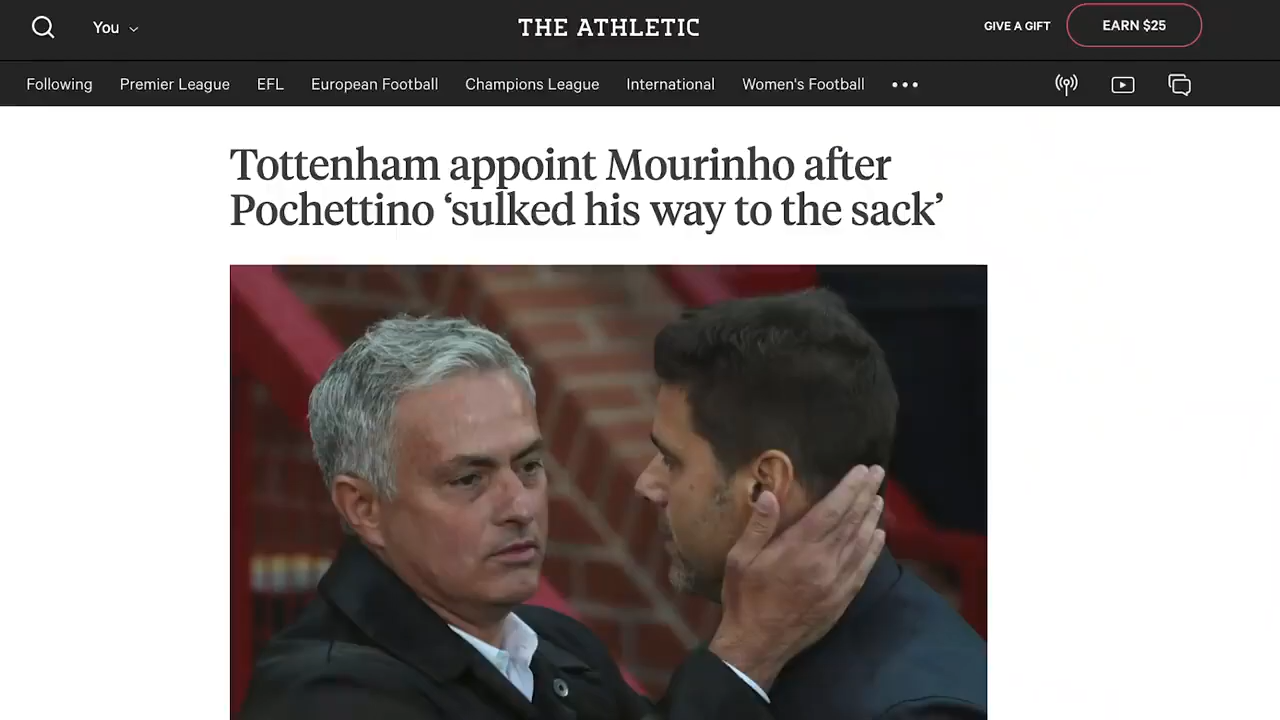 You
THE ATHLETIC
GIVE A GIFT
EARN $25
Following
Premier League
EFL
European Football
Champions League
International
Women's Football
Tottenham appoint Mourinho after
Pochettino ‘sulked his way to the sack’